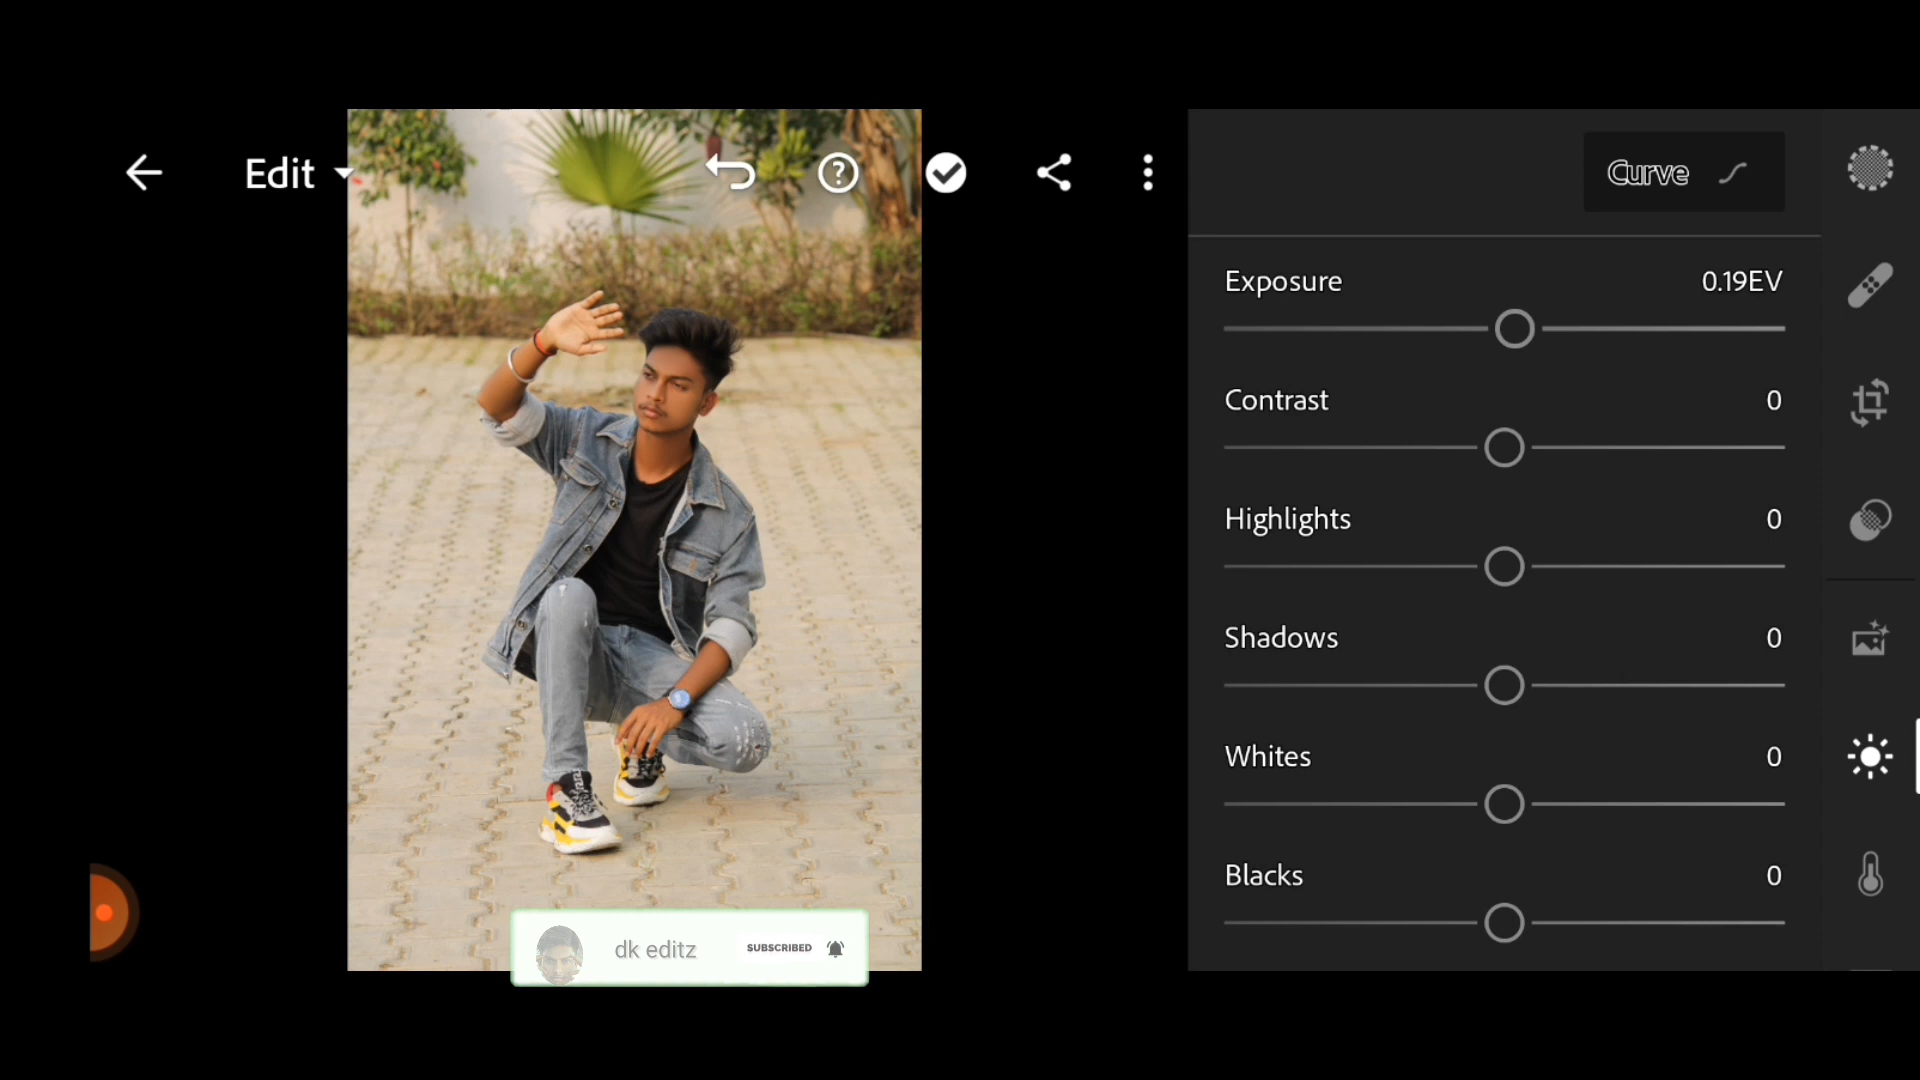 Edit
Curve
Exposure 0.19EV
Contrast 0
Highlights 0
Shadows 0
Whites 0
Blacks 0
dk editz SUBSCRIBED